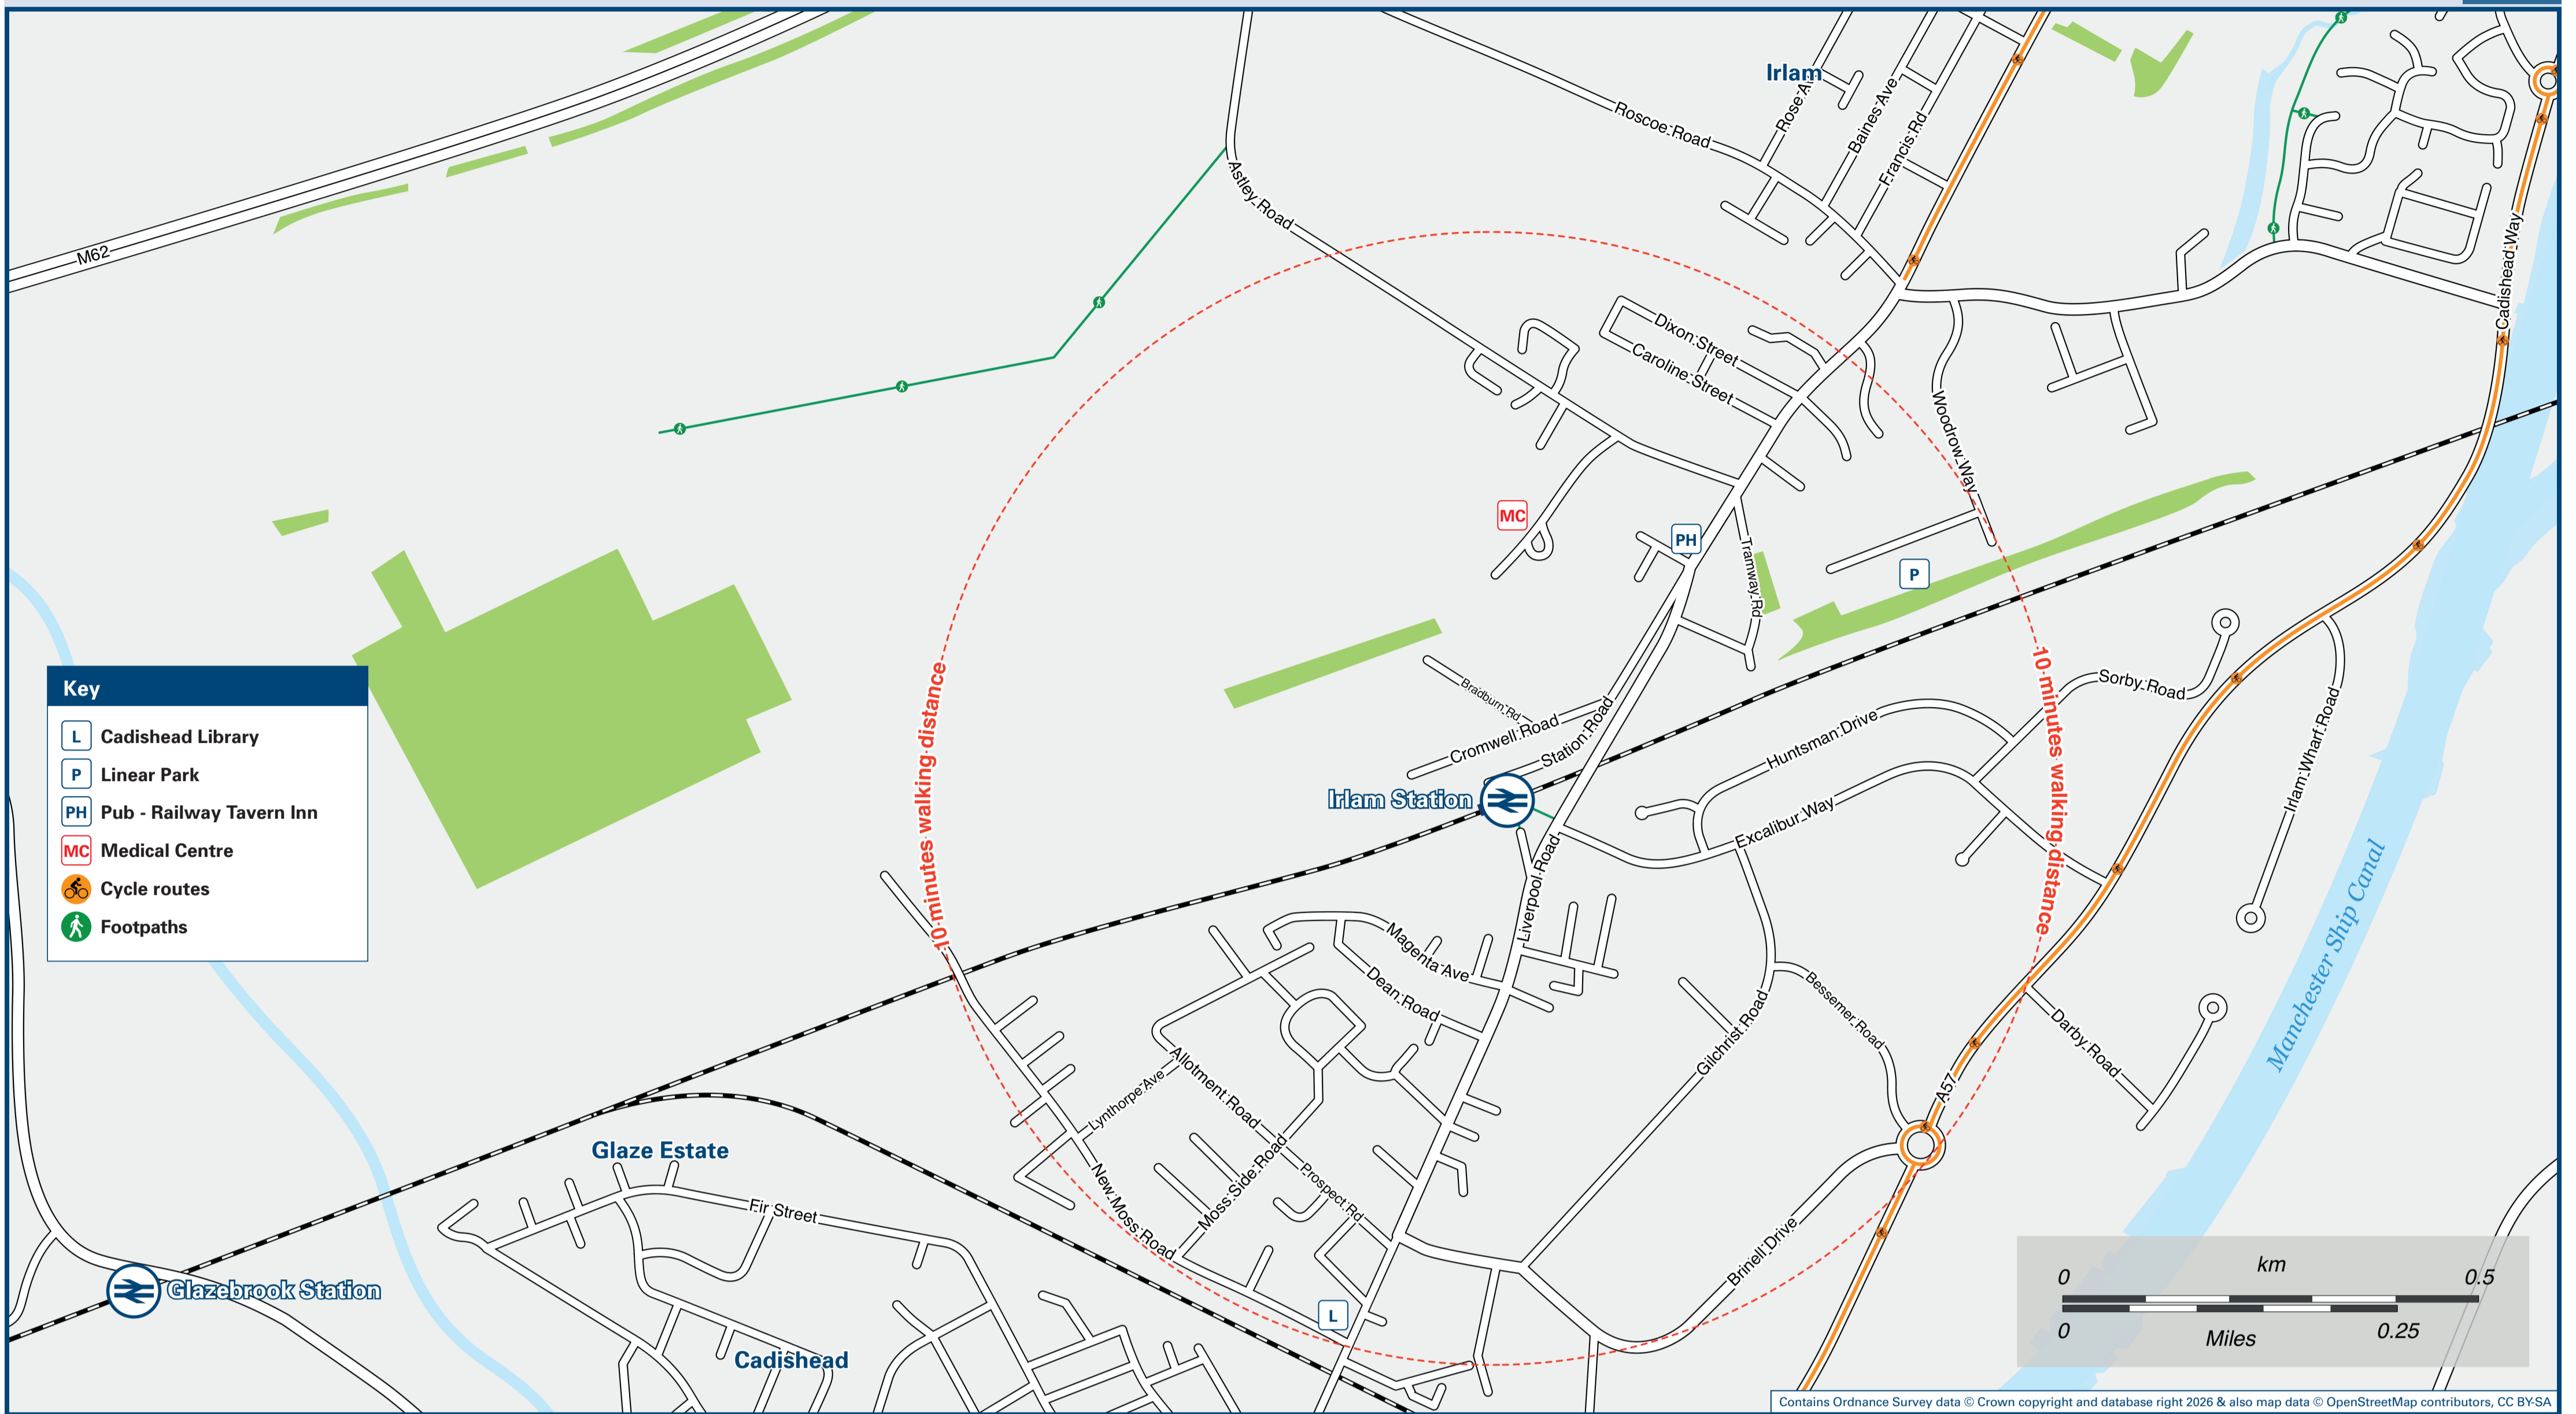 Irlam
Rose Ave
Baines Ave
Francis Rd
Roscoe Road
Astley Road
M62
Cadishead Way
Dixon Street
Caroline Street
Woodrow Way
MC
PH
Tramway Rd
P
10 minutes walking distance
10 minutes walking distance
Bradburn Rd
Cromwell Road
Station Road
Sorby Road
Huntsman Drive
Irlam Wharf Road
Irlam Station
Excalibur Way
Liverpool Road
Manchester Ship Canal
Key
L Cadishead Library
P Linear Park
PH Pub - Railway Tavern Inn
MC Medical Centre
Cycle routes
Footpaths
Magenta Ave
Dean Road
Bessemer Road
Gilchrist Road
Darby Road
A57
Allotment Road
Lynthorpe Ave
Moss Side Road
Prospect Rd
New Moss Road
Brinell Drive
Glaze Estate
Fir Street
Glazebrook Station
L
Cadishead
km
0 0.5
0 0.25
Miles
Contains Ordnance Survey data © Crown copyright and database right 2026 & also map data © OpenStreetMap contributors, CC BY-SA